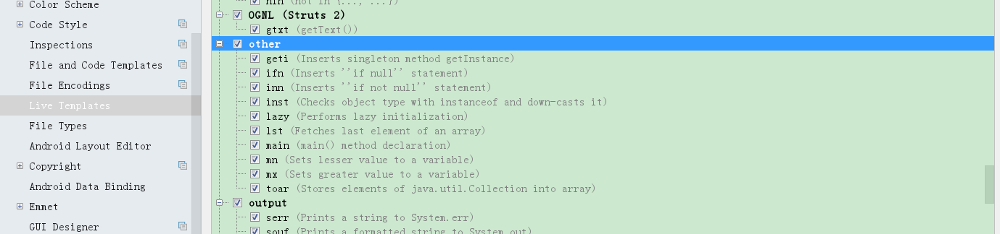 Color Scheme
Code Style
Inspections
File and Code Templates
File Encodings
Live Templates
File Types
Android Layout Editor
Copyright
Android Data Binding
Emmet
GUI Designer
nin (not in {..., ...})
OGNL (Struts 2)
gtxt (getText())
other
geti (Inserts singleton method getInstance)
ifn (Inserts ''if null'' statement)
inn (Inserts ''if not null'' statement)
inst (Checks object type with instanceof and down-casts it)
lazy (Performs lazy initialization)
lst (Fetches last element of an array)
main (main() method declaration)
mn (Sets lesser value to a variable)
mx (Sets greater value to a variable)
toar (Stores elements of java.util.Collection into array)
output
serr (Prints a string to System.err)
souf (Prints a formatted string to System.out)